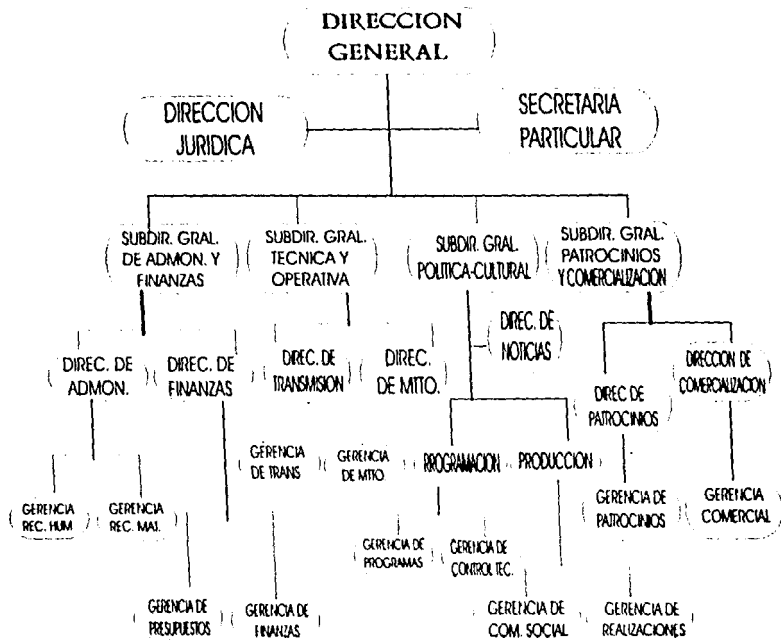 DIRECCION
GENERAL
DIRECCION
JURIDICA
SECRETARIA
PARTICULAR
SUBDIR. GRAL.
DE ADMON. Y
FINANZAS
SUBDIR. GRAL.
TECNICA Y
OPERATIVA
SUBDIR. GRAL.
POLITICA-CULTURAL
SUBDIR. GRAL.
PATROCINIOS
Y COMERCIALIZACION
DIREC. DE
NOTICIAS
DIREC. DE
ADMON.
DIREC. DE
FINANZAS
DIREC. DE
TRANSMISION
DIREC.
DE MTTO.
DIREC DE
PATROCINIOS
DIRECCION DE
COMERCIALIZACION
GERENCIA
DE TRANS
GERENCIA
DE MTTO.
RROGRAMACION
PRODUCCION
GERENCIA
REC. HUM
GERENCIA
REC. MAT.
GERENCIA DE
PATROCINIOS
GERENCIA
COMERCIAL
GERENCIA DE
PROGRAMAS
GERENCIA DE
CONTROL TEC.
GERENCIA DE
PRESUPUESTOS
GERENCIA DE
FINANZAS
GERENCIA DE
COM. SOCIAL
GERENCIA DE
REALIZACIONES